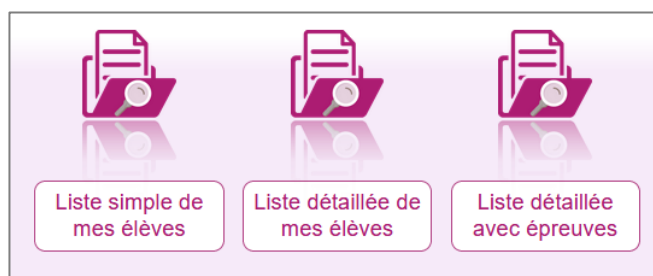 Liste simple de
mes élèves
Liste détaillée de
mes élèves
Liste détaillée
avec épreuves